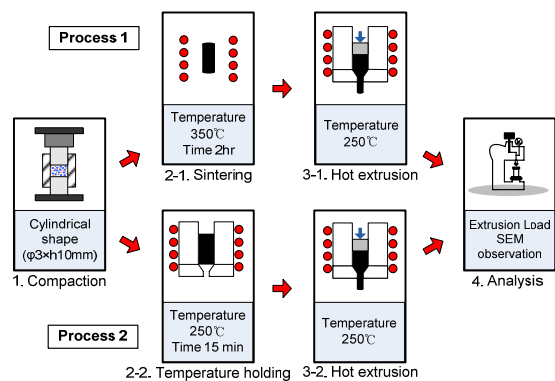 Process 1
Temperature
350℃
Time 2hr
2-1. Sintering
Temperature
250℃
3-1. Hot extrusion
Cylindrical
shape
(φ3×h10mm)
1. Compaction
Extrusion Load
SEM
observation
4. Analysis
Process 2
Temperature
250℃
Time 15 min
2-2. Temperature holding
Temperature
250℃
3-2. Hot extrusion